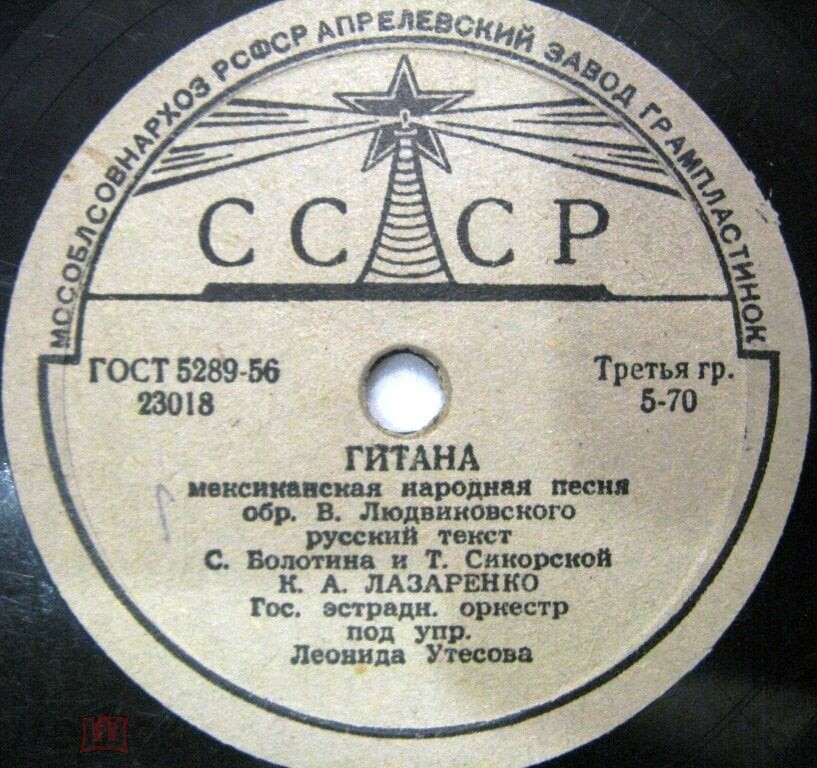 МОСОБЛСОВНАРХОЗ РСФСР АПРЕЛЕВСКИЙ ЗАВОД ГРАМПЛАСТИНОК
СССР
ГОСТ 5289-56
23018
Третья гр.
5-70
ГИТАНА
мексиканская народная песня
обр. В. Людвиковского
русский текст
С. Болотина и Т. Сикорской
К. А. ЛАЗАРЕНКО
Гос. эстрадн. оркестр
под упр.
Леонида Утесова